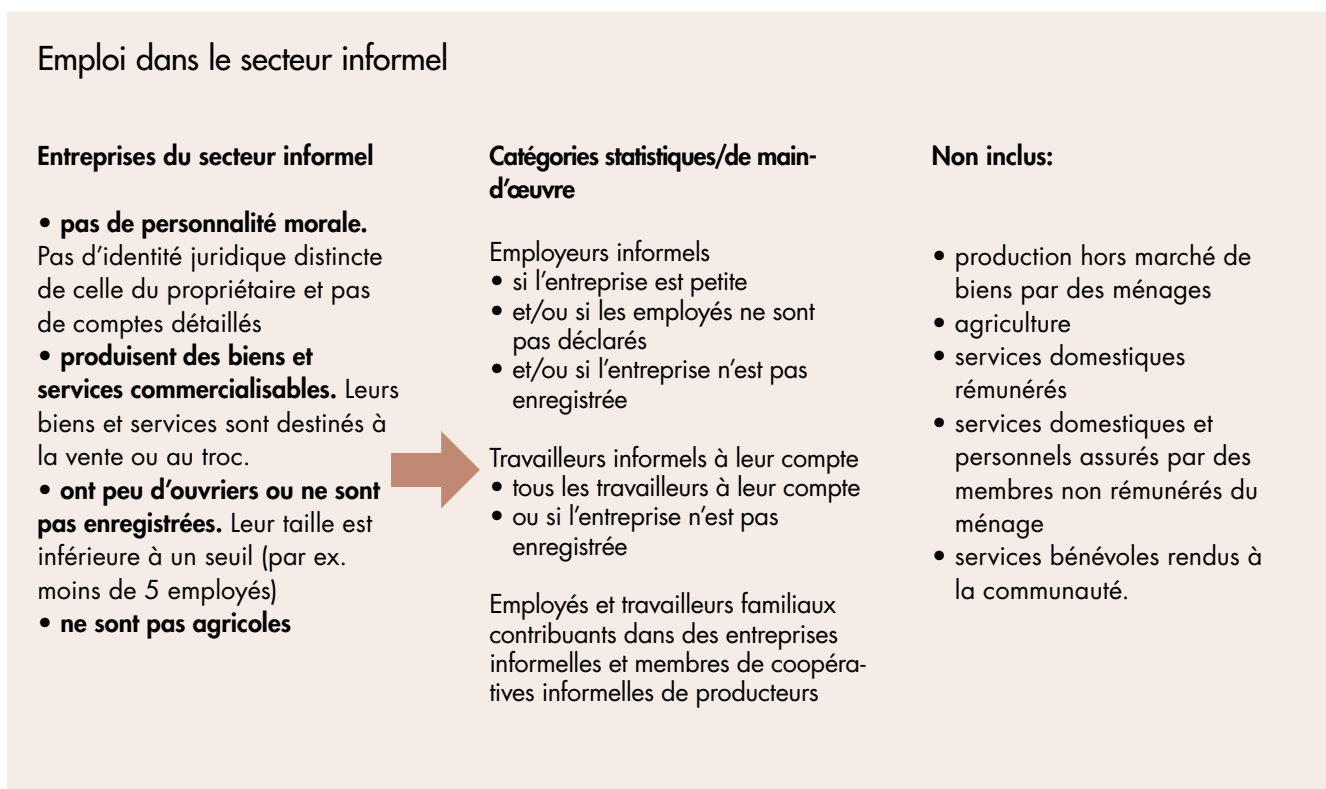 Emploi dans le secteur informel
Entreprises du secteur informel
• pas de personnalité morale.
Pas d'identité juridique distincte
de celle du propriétaire et pas
de comptes détaillés
• produisent des biens et
services commercialisables. Leurs
biens et services sont destinés à
la vente ou au troc.
• ont peu d'ouvriers ou ne sont
pas enregistrées. Leur taille est
inférieure à un seuil (par ex.
moins de 5 employés)
• ne sont pas agricoles
Catégories statistiques/de main-
d'œuvre
Employeurs informels
• si l'entreprise est petite
• et/ou si les employés ne sont
pas déclarés
• et/ou si l'entreprise n'est pas
enregistrée
Travailleurs informels à leur compte
• tous les travailleurs à leur compte
• ou si l'entreprise n'est pas
enregistrée
Employés et travailleurs familiaux
contribuants dans des entreprises
informelles et membres de coopéra-
tives informelles de producteurs
Non inclus:
• production hors marché de
biens par des ménages
• agriculture
• services domestiques
rémunérés
• services domestiques et
personnels assurés par des
membres non rémunérés du
ménage
• services bénévoles rendus à
la communauté.